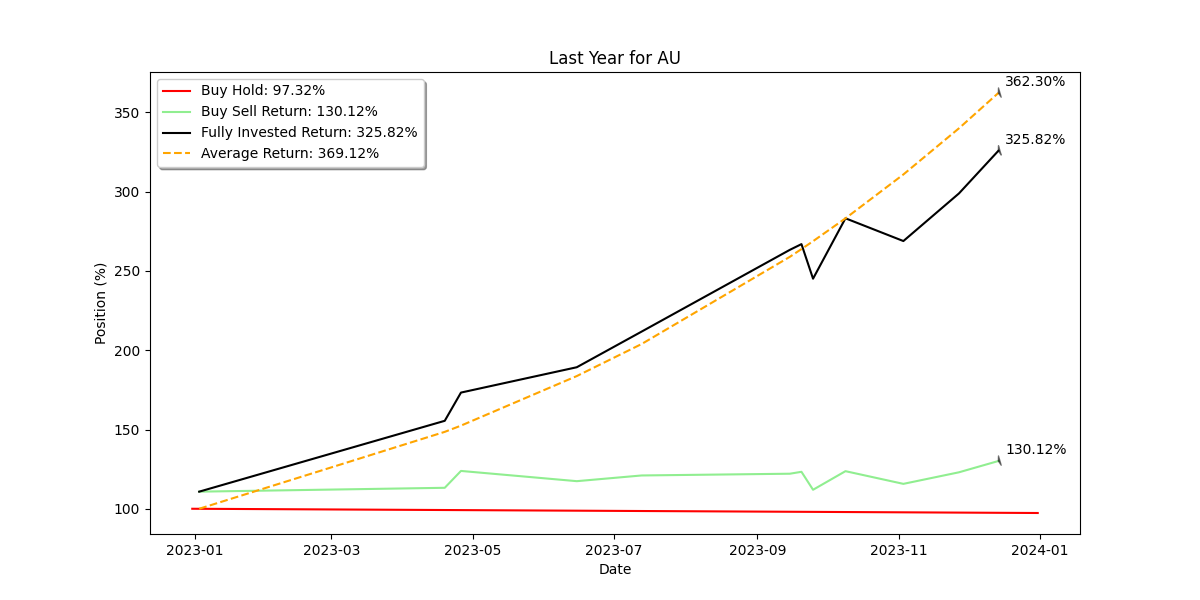 Last Year for AU
Buy Hold: 97.32%
Buy Sell Return: 130.12%
Fully Invested Return: 325.82%
Average Return: 369.12%
362.30%
325.82%
130.12%
Position (%)
350
300
250
200
150
100
2023-01 2023-03 2023-05 2023-07 2023-09 2023-11 2024-01
Date